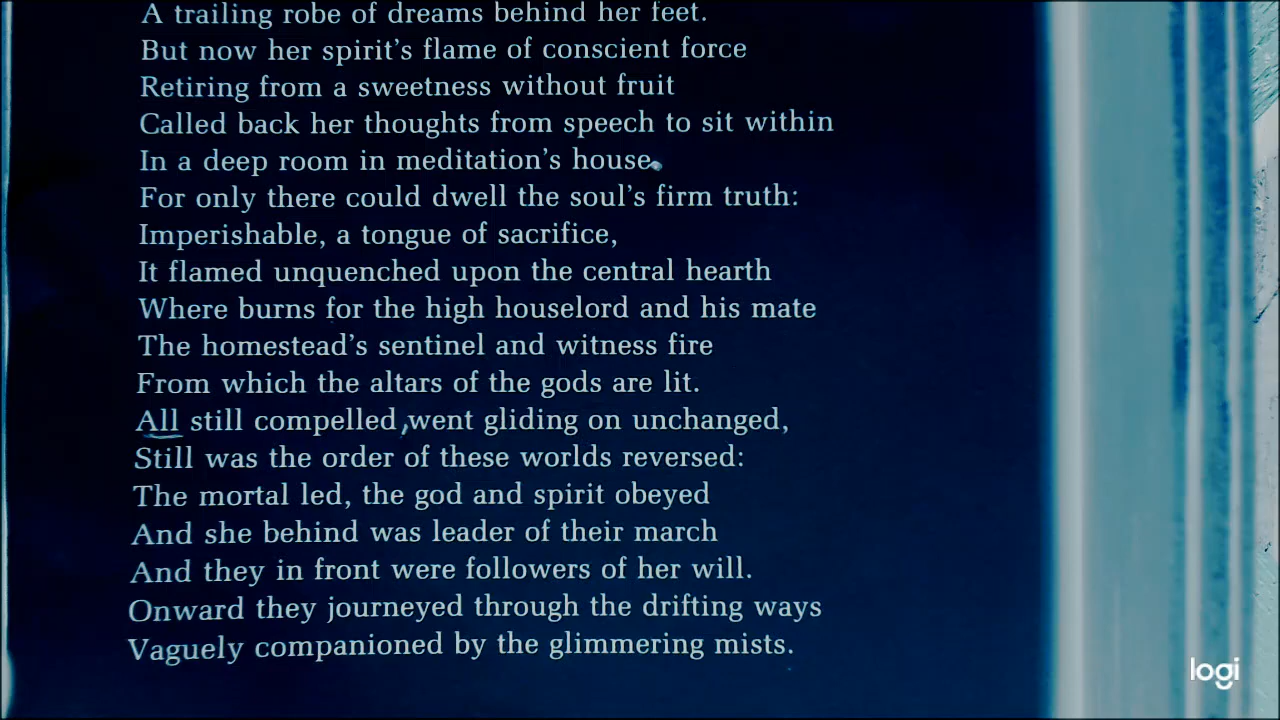 A trailing robe of dreams behind her feet.
But now her spirit’s flame of conscient force
Retiring from a sweetness without fruit
Called back her thoughts from speech to sit within
In a deep room in meditation’s house.
For only there could dwell the soul’s firm truth:
Imperishable, a tongue of sacrifice,
It flamed unquenched upon the central hearth
Where burns for the high houselord and his mate
The homestead’s sentinel and witness fire
From which the altars of the gods are lit.
All still compelled, went gliding on unchanged,
Still was the order of these worlds reversed:
The mortal led, the god and spirit obeyed
And she behind was leader of their march
And they in front were followers of her will.
Onward they journeyed through the drifting ways
Vaguely companioned by the glimmering mists.
logi